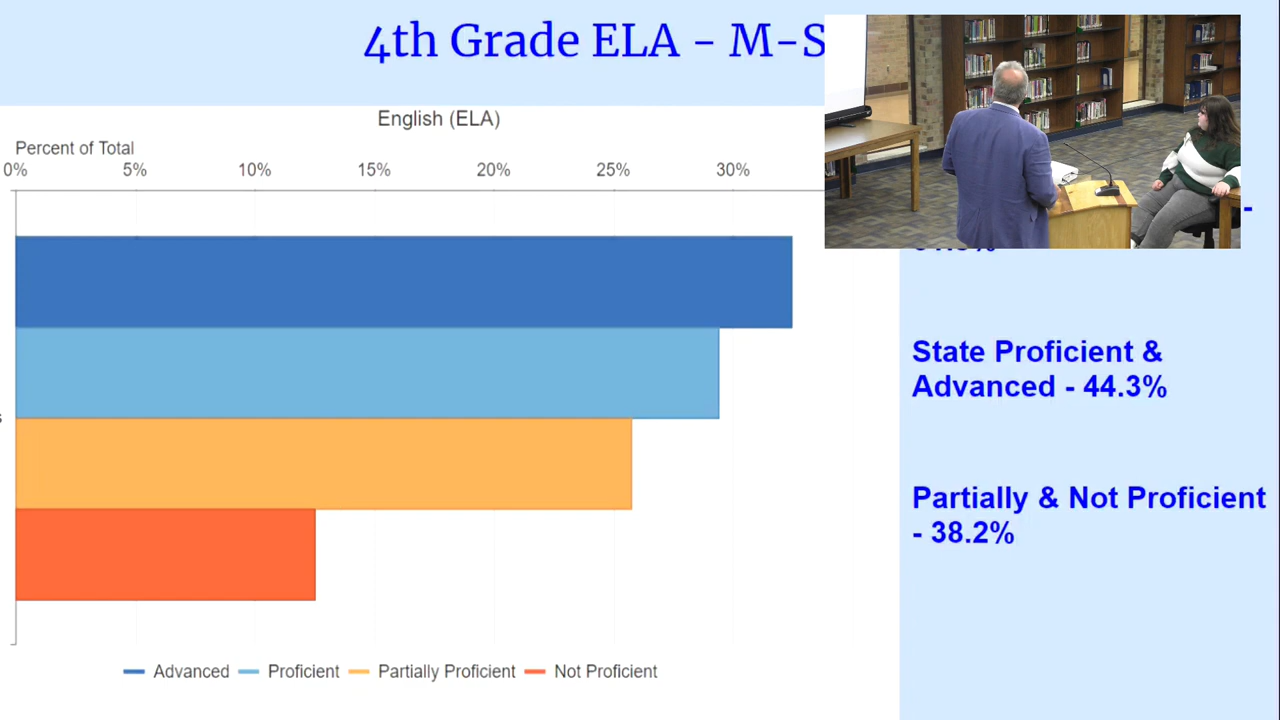 4th Grade ELA - M-S
English (ELA)
Percent of Total
0% 5% 10% 15% 20% 25% 30%
State Proficient &
Advanced - 44.3%
Partially & Not Proficient
- 38.2%
Advanced Proficient Partially Proficient Not Proficient